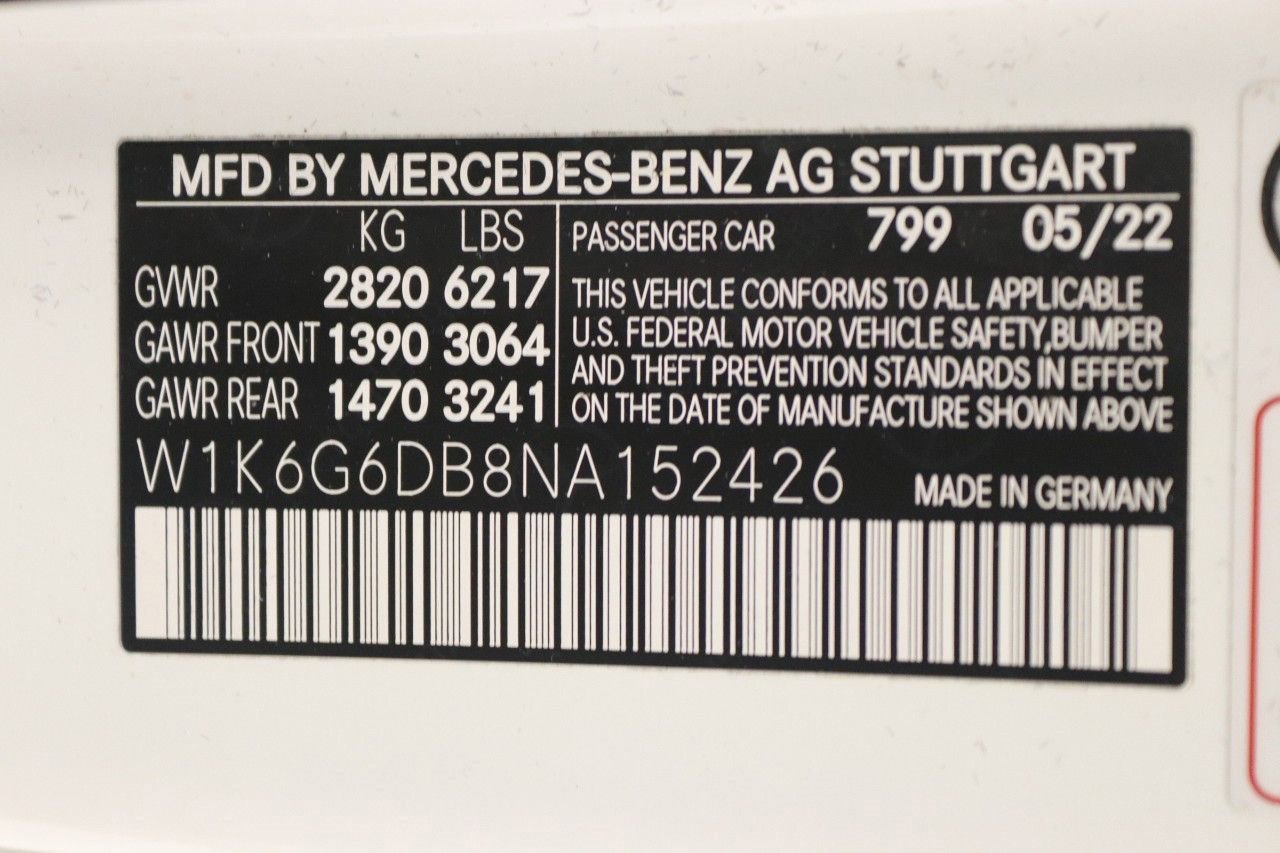 MFD BY MERCEDES-BENZ AG STUTTGART
KG LBS
GVWR 2820 6217
GAWR FRONT 1390 3064
GAWR REAR 1470 3241
PASSENGER CAR 799 05/22
THIS VEHICLE CONFORMS TO ALL APPLICABLE
U.S. FEDERAL MOTOR VEHICLE SAFETY,BUMPER
AND THEFT PREVENTION STANDARDS IN EFFECT
ON THE DATE OF MANUFACTURE SHOWN ABOVE
W1K6G6DB8NA152426
MADE IN GERMANY